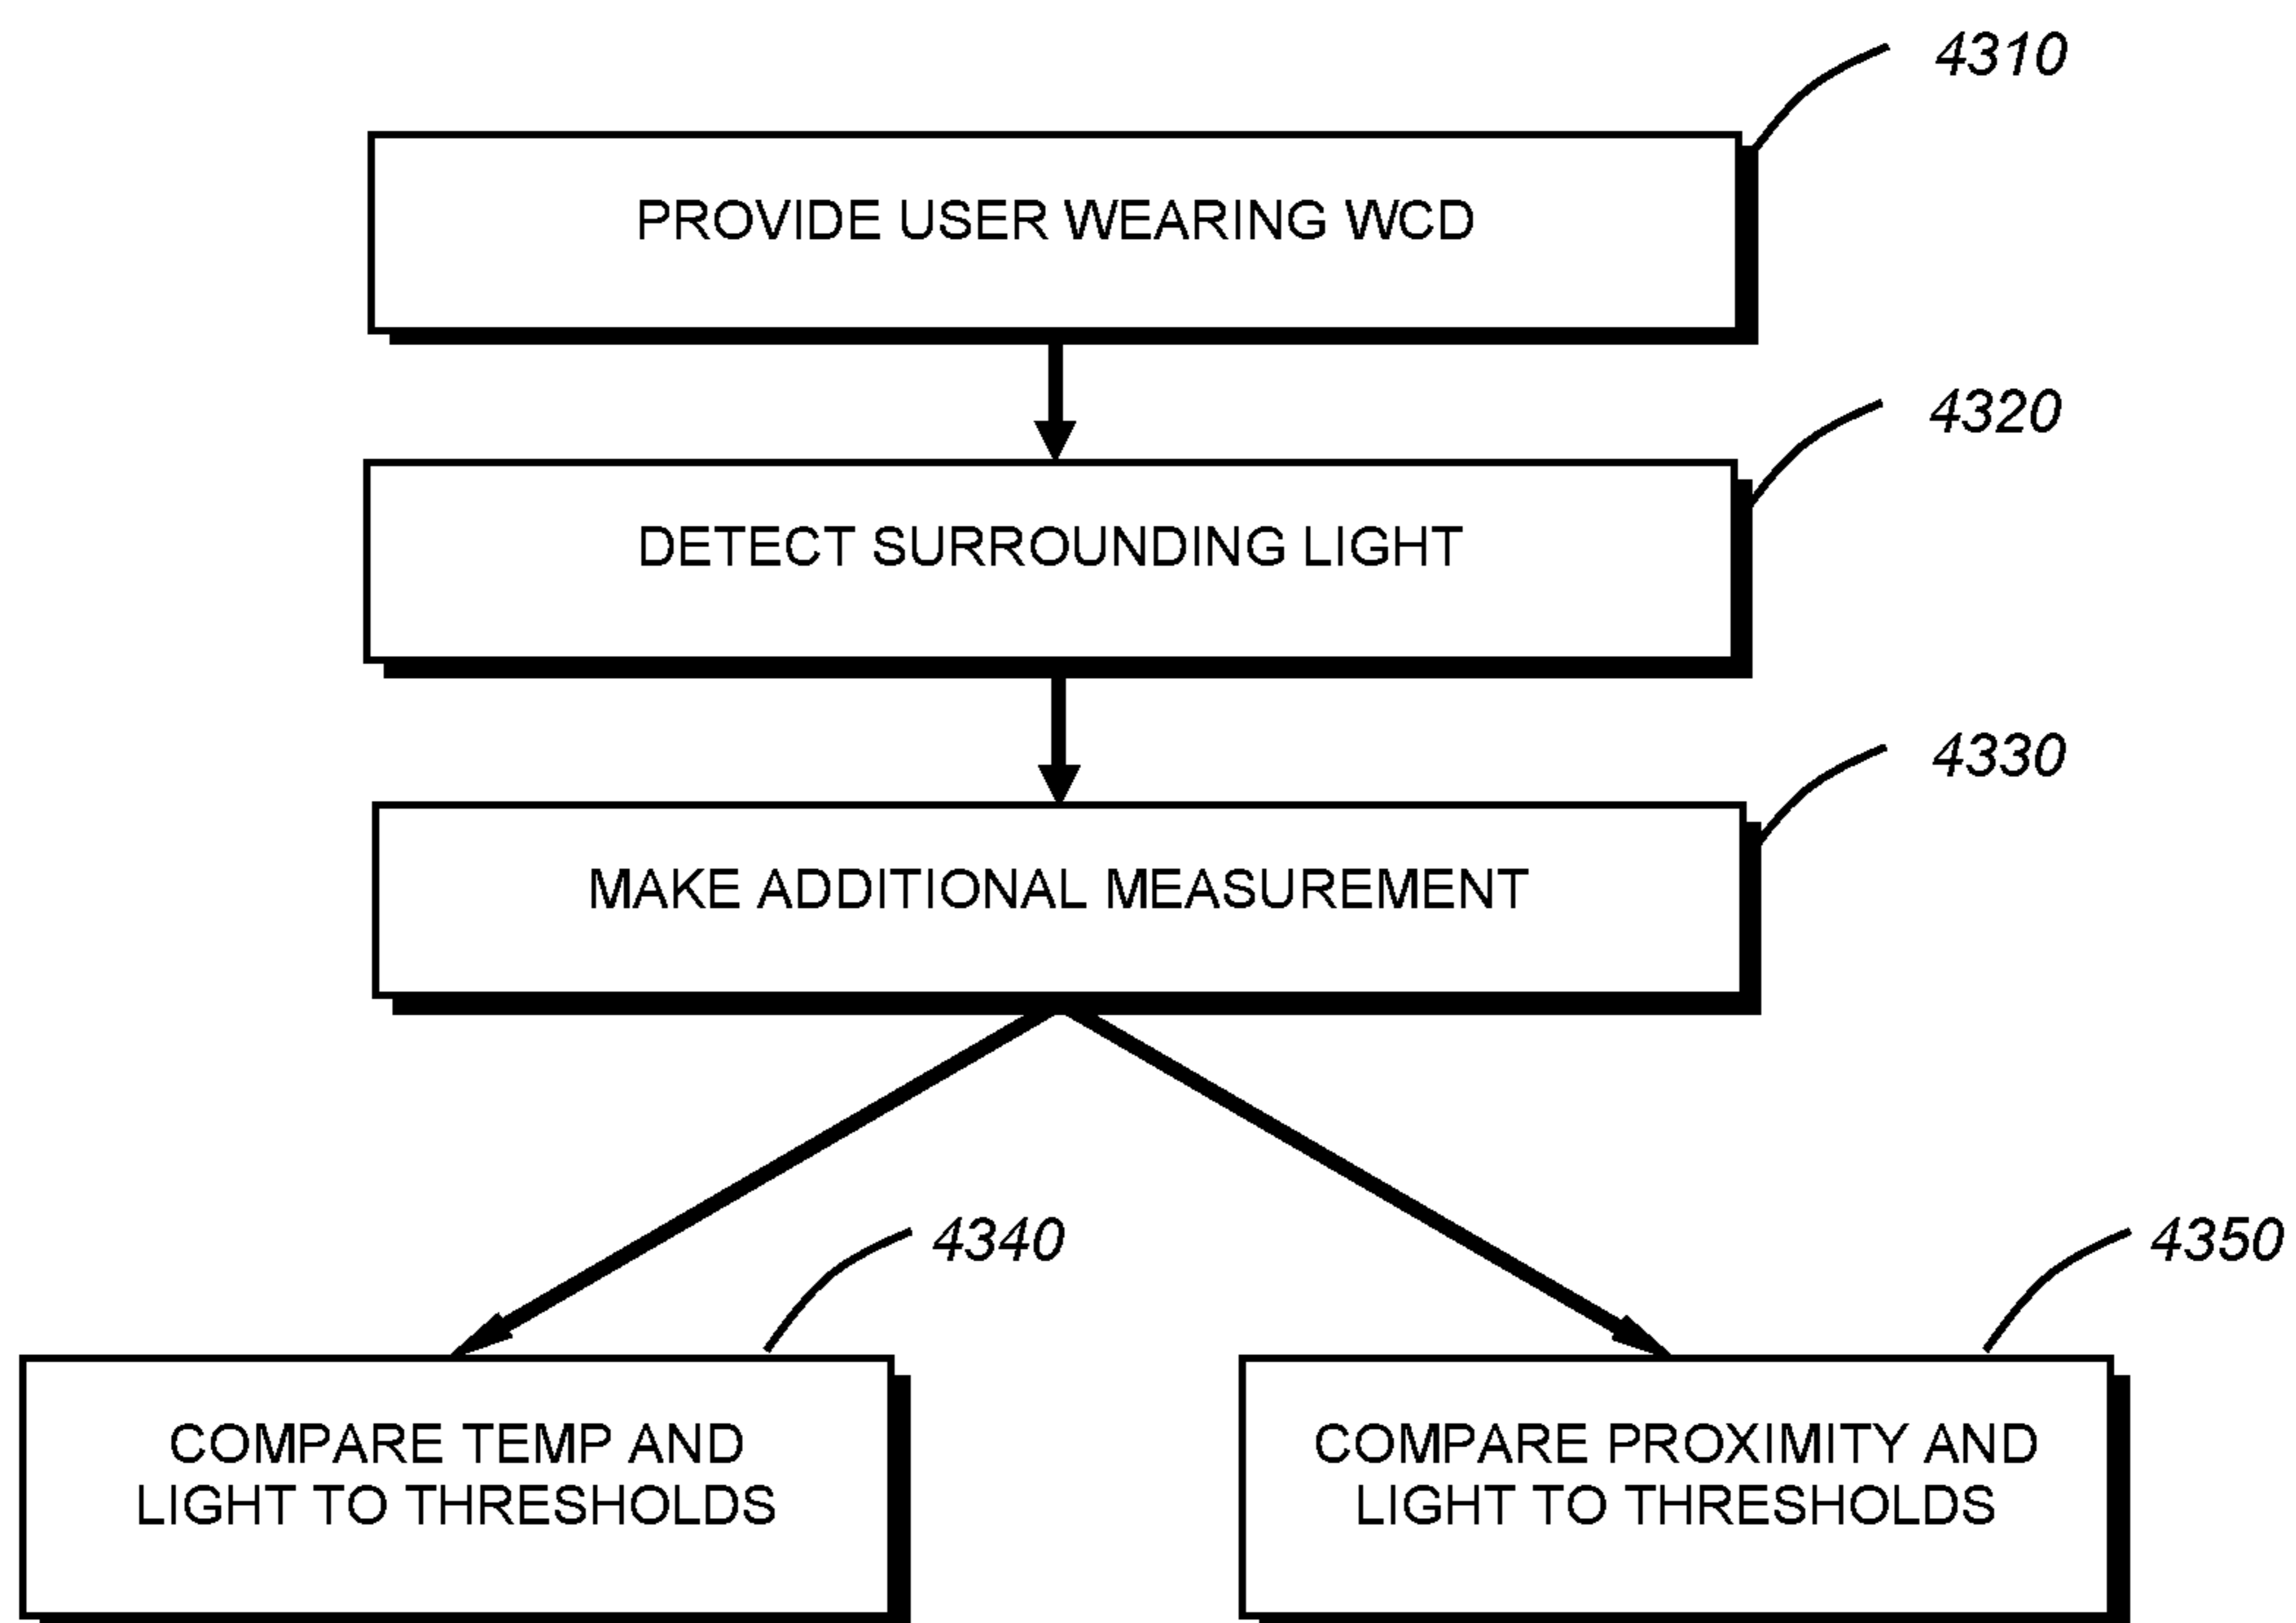 4310
PROVIDE USER WEARING WCD
4320
DETECT SURROUNDING LIGHT
4330
MAKE ADDITIONAL MEASUREMENT
4340
COMPARE TEMP AND
LIGHT TO THRESHOLDS
4350
COMPARE PROXIMITY AND
LIGHT TO THRESHOLDS